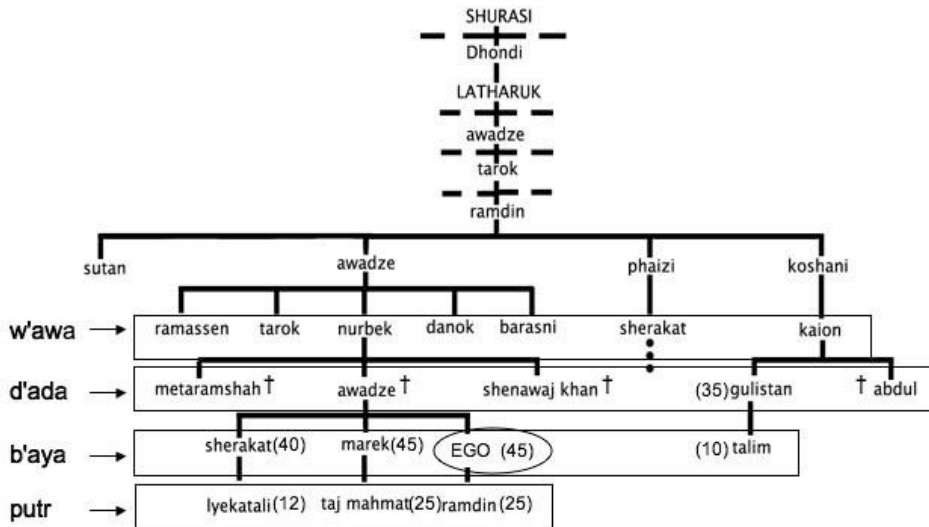 SHURASI
Dhondi
LATHARUK
awadze
tarok
ramdin
sutan awadze phaizi koshani
w'awa ramassen tarok nurbek danok barasni sherakat kaion
d'ada metaramshah † awadze † shenawaj khan † (35) gulistan † abdul
b'aya sherakat (40) marek (45) EGO (45) (10) talim
putr lyekatali (12) taj mahmat (25) ramdin (25)